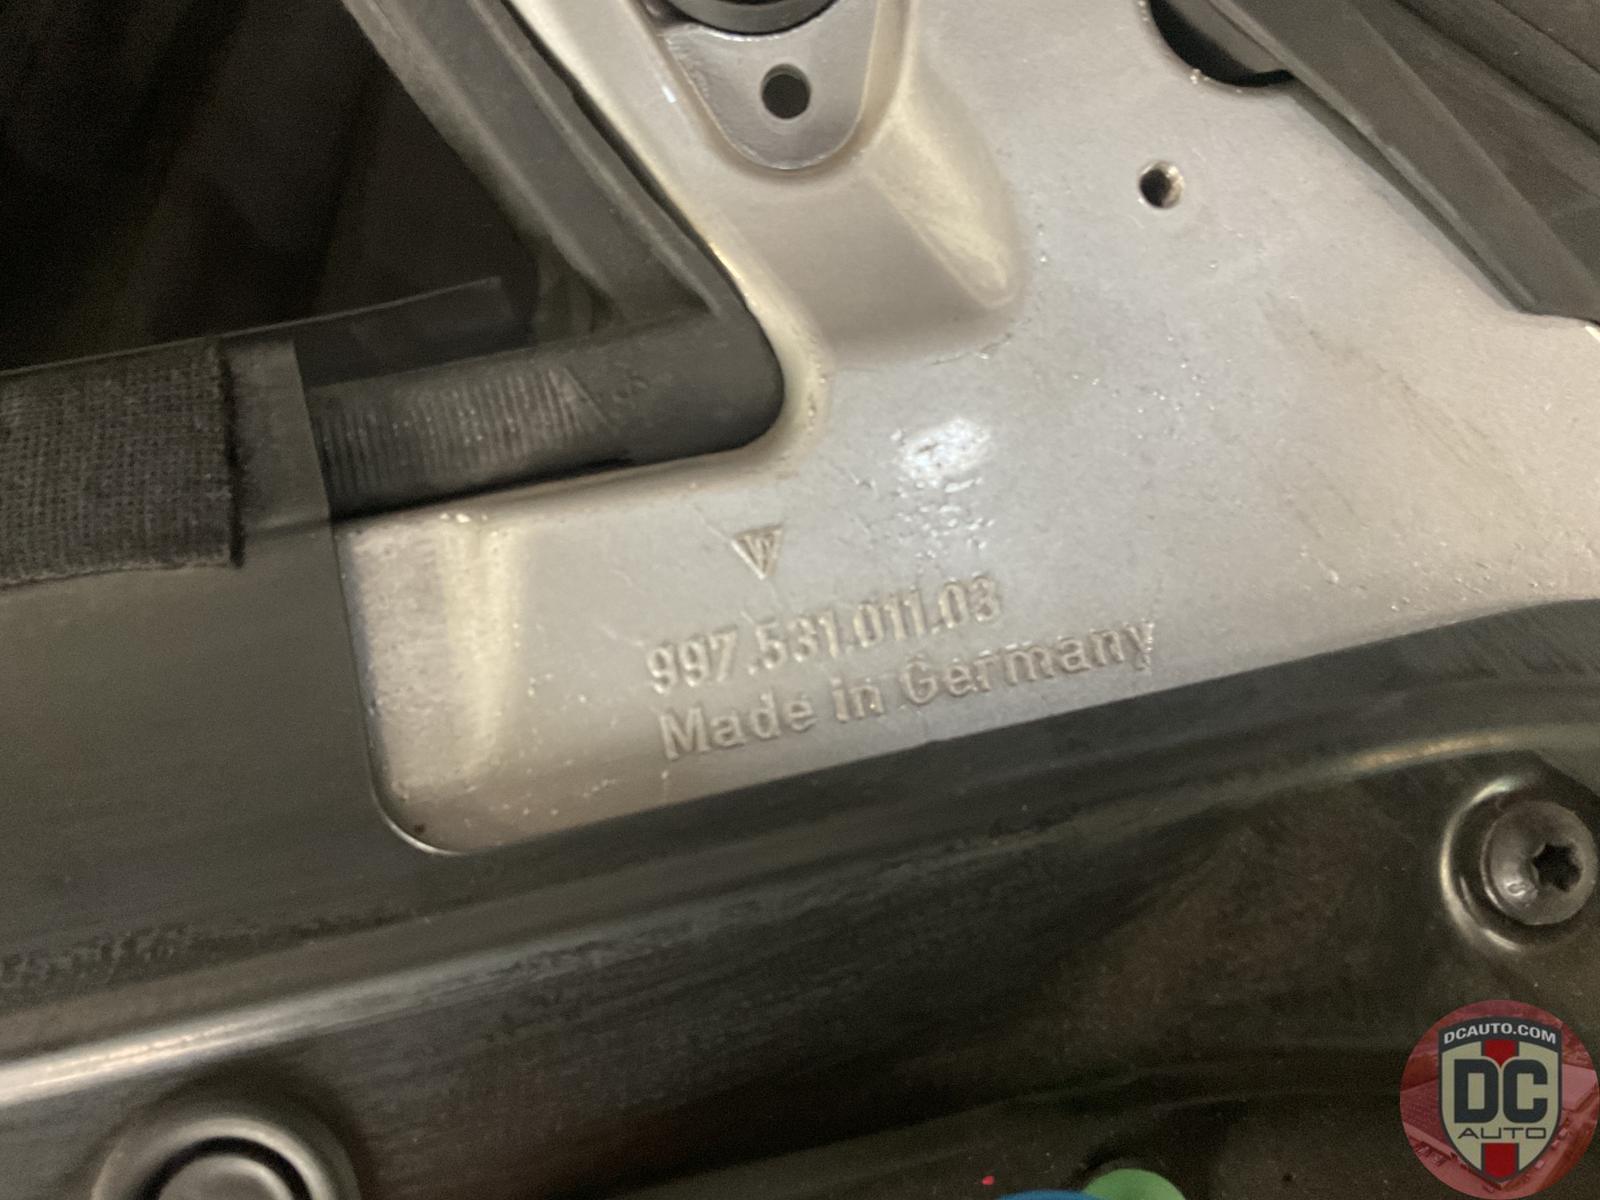 997.531.011.03
Made in Germany
DCAUTO.COM
DC
AUTO